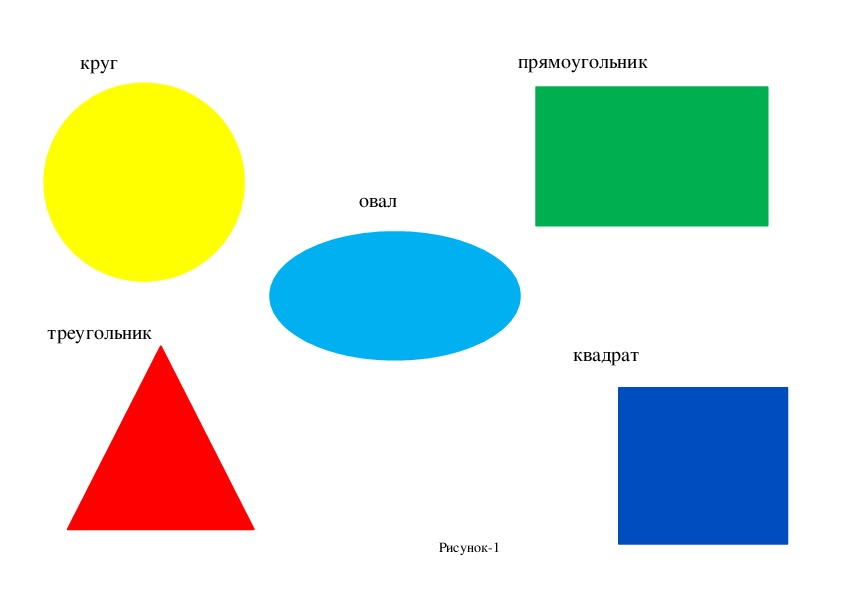 круг
прямоугольник
овал
треугольник
квадрат
Рисунок-1